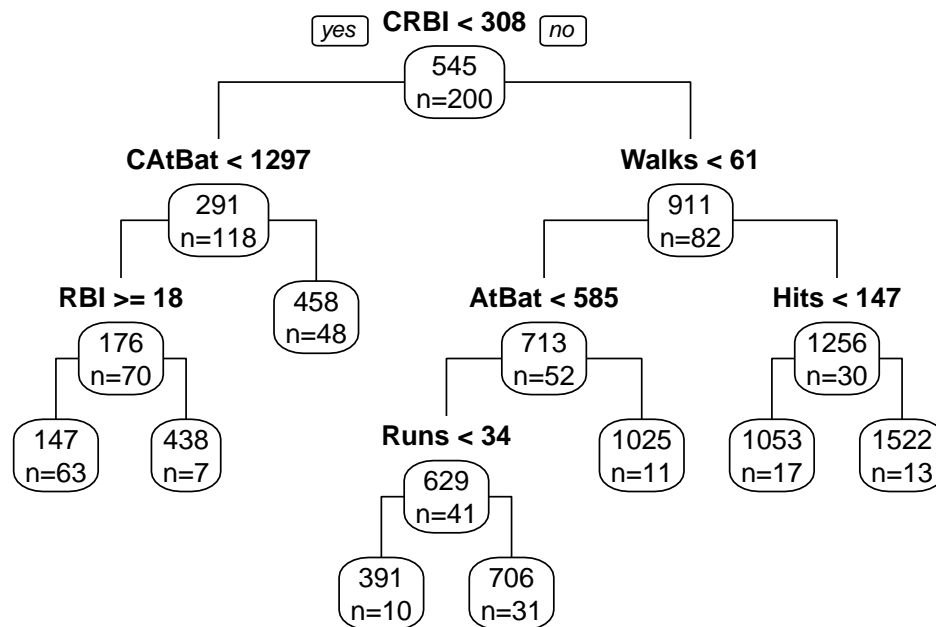 yes CRBI < 308 no
545
n=200
CAtBat < 1297 Walks < 61
291 911
n=118 n=82
RBI >= 18 458 AtBat < 585 Hits < 147
n=48
176 713 1256
n=70 n=52 n=30
147 438 Runs < 34 1025 1053 1522
n=63 n=7 n=11 n=17 n=13
629
n=41
391 706
n=10 n=31